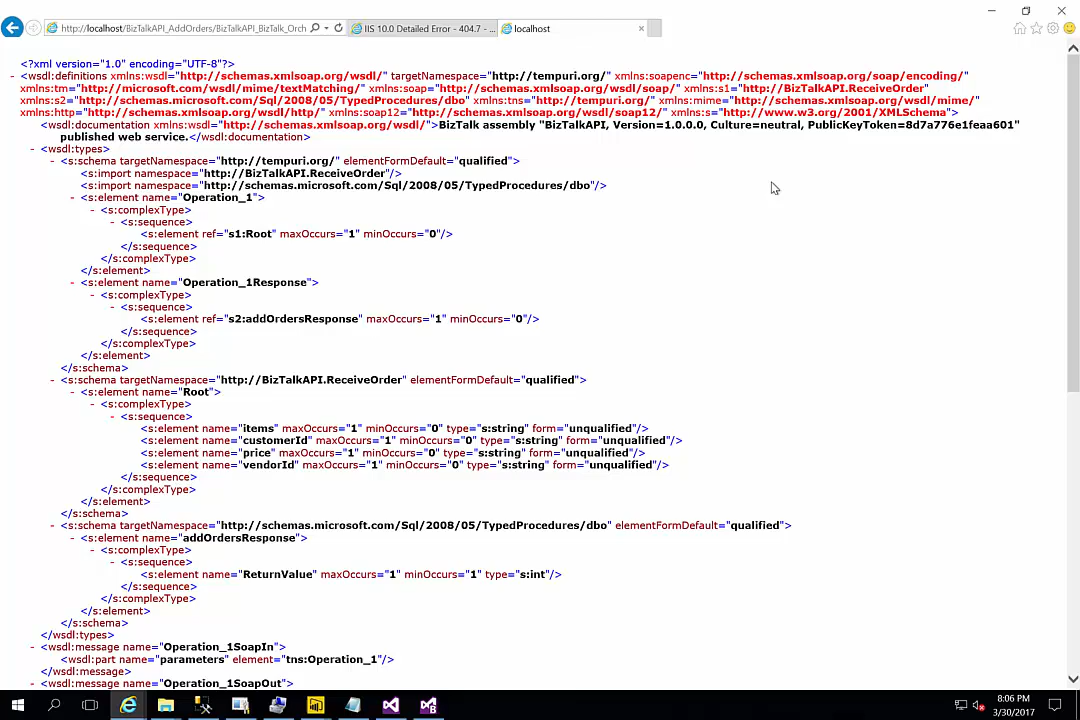 http://localhost/BizTalkAPI_AddOrders/BizTalkAPI_BizTalk_Orch
IIS 10.0 Detailed Error - 404.7 - ...
localhost
<?xml version="1.0" encoding="UTF-8"?>
- <wsdl:definitions xmlns:wsdl="http://schemas.xmlsoap.org/wsdl/" targetNamespace="http://tempuri.org/" xmlns:soapenc="http://schemas.xmlsoap.org/soap/encoding/"
xmlns:tm="http://microsoft.com/wsdl/mime/textMatching/" xmlns:soap="http://schemas.xmlsoap.org/wsdl/soap/" xmlns:s1="http://BizTalkAPI.ReceiveOrder"
xmlns:s2="http://schemas.microsoft.com/Sql/2008/05/TypedProcedures/dbo" xmlns:tns="http://tempuri.org/" xmlns:mime="http://schemas.xmlsoap.org/wsdl/mime/"
xmlns:http="http://schemas.xmlsoap.org/wsdl/http/" xmlns:soap12="http://schemas.xmlsoap.org/wsdl/soap12/" xmlns:s="http://www.w3.org/2001/XMLSchema">
<wsdl:documentation xmlns:wsdl="http://schemas.xmlsoap.org/wsdl/">BizTalk assembly "BizTalkAPI, Version=1.0.0.0, Culture=neutral, PublicKeyToken=8d7a776e1feaa601"
published web service.</wsdl:documentation>
- <wsdl:types>
- <s:schema targetNamespace="http://tempuri.org/" elementFormDefault="qualified">
<s:import namespace="http://BizTalkAPI.ReceiveOrder"/>
<s:import namespace="http://schemas.microsoft.com/Sql/2008/05/TypedProcedures/dbo"/>
- <s:element name="Operation_1">
- <s:complexType>
- <s:sequence>
<s:element ref="s1:Root" maxOccurs="1" minOccurs="0"/>
</s:sequence>
</s:complexType>
</s:element>
- <s:element name="Operation_1Response">
- <s:complexType>
- <s:sequence>
<s:element ref="s2:addOrdersResponse" maxOccurs="1" minOccurs="0"/>
</s:sequence>
</s:complexType>
</s:element>
</s:schema>
- <s:schema targetNamespace="http://BizTalkAPI.ReceiveOrder" elementFormDefault="qualified">
- <s:element name="Root">
- <s:complexType>
- <s:sequence>
<s:element name="items" maxOccurs="1" minOccurs="0" type="s:string" form="unqualified"/>
<s:element name="customerId" maxOccurs="1" minOccurs="0" type="s:string" form="unqualified"/>
<s:element name="price" maxOccurs="1" minOccurs="0" type="s:string" form="unqualified"/>
<s:element name="vendorId" maxOccurs="1" minOccurs="0" type="s:string" form="unqualified"/>
</s:sequence>
</s:complexType>
</s:element>
</s:schema>
- <s:schema targetNamespace="http://schemas.microsoft.com/Sql/2008/05/TypedProcedures/dbo" elementFormDefault="qualified">
- <s:element name="addOrdersResponse">
- <s:complexType>
- <s:sequence>
<s:element name="ReturnValue" maxOccurs="1" minOccurs="1" type="s:int"/>
</s:sequence>
</s:complexType>
</s:element>
</s:schema>
</wsdl:types>
- <wsdl:message name="Operation_1SoapIn">
<wsdl:part name="parameters" element="tns:Operation_1"/>
</wsdl:message>
- <wsdl:message name="Operation_1SoapOut">
8:06 PM
3/30/2017